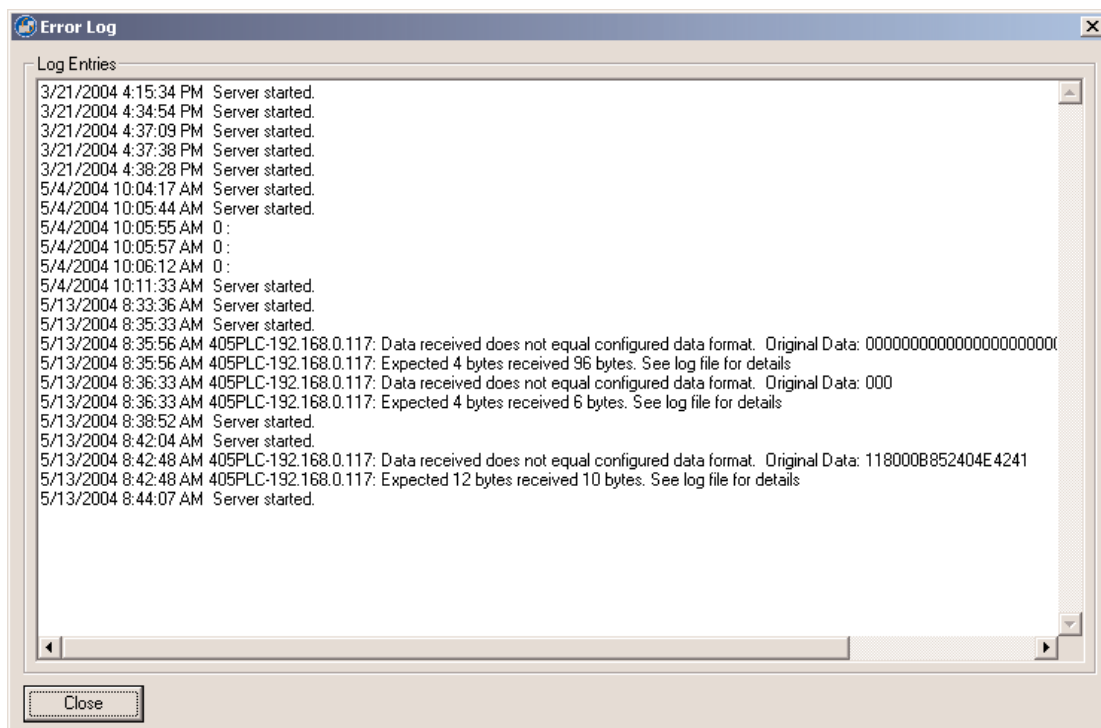 Error Log
Log Entries
3/21/2004 4:15:34 PM  Server started.
3/21/2004 4:34:54 PM  Server started.
3/21/2004 4:37:09 PM  Server started.
3/21/2004 4:37:38 PM  Server started.
3/21/2004 4:38:28 PM  Server started.
5/4/2004 10:04:17 AM  Server started.
5/4/2004 10:05:44 AM  Server started.
5/4/2004 10:05:55 AM  0 :
5/4/2004 10:05:57 AM  0 :
5/4/2004 10:06:12 AM  0 :
5/4/2004 10:11:33 AM  Server started.
5/13/2004 8:33:36 AM  Server started.
5/13/2004 8:35:33 AM  Server started.
5/13/2004 8:35:56 AM 405PLC-192.168.0.117: Data received does not equal configured data format.  Original Data: 000000000000000000000000
5/13/2004 8:35:56 AM 405PLC-192.168.0.117: Expected 4 bytes received 96 bytes. See log file for details
5/13/2004 8:36:33 AM 405PLC-192.168.0.117: Data received does not equal configured data format.  Original Data: 000
5/13/2004 8:36:33 AM 405PLC-192.168.0.117: Expected 4 bytes received 6 bytes. See log file for details
5/13/2004 8:38:52 AM  Server started.
5/13/2004 8:42:04 AM  Server started.
5/13/2004 8:42:48 AM 405PLC-192.168.0.117: Data received does not equal configured data format.  Original Data: 118000B852404E4241
5/13/2004 8:42:48 AM 405PLC-192.168.0.117: Expected 12 bytes received 10 bytes. See log file for details
5/13/2004 8:44:07 AM  Server started.
Close